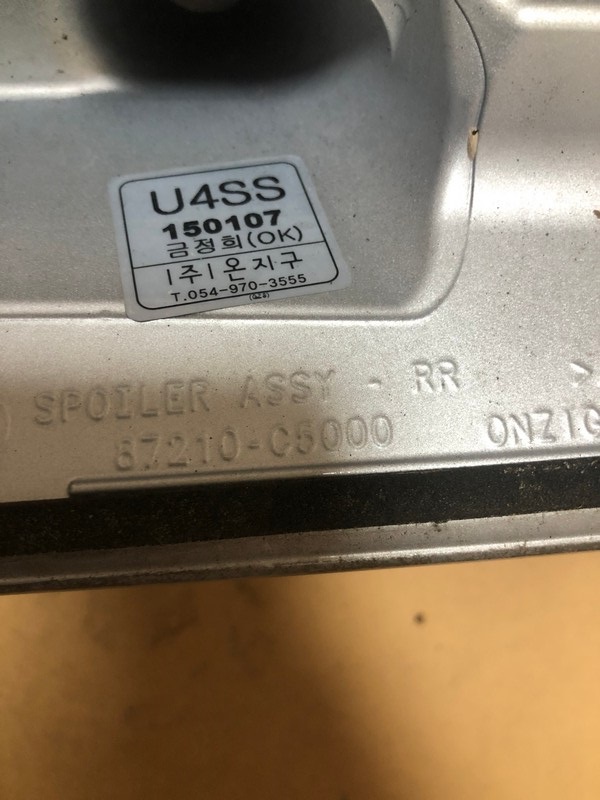 U4SS
150107
금정희(OK)
(주)온지구
T.054-970-3555
SPOILER ASSY - RR >
87210-C5000 ONZIG